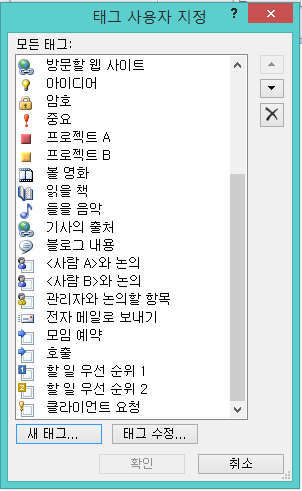 태그 사용자 지정
?
모든 태그:
방문할 웹 사이트
아이디어
암호
중요
프로젝트 A
프로젝트 B
볼 영화
읽을 책
들을 음악
기사의 출처
블로그 내용
<사람 A>와 논의
<사람 B>와 논의
관리자와 논의할 항목
전자 메일로 보내기
모임 예약
호출
할 일 우선 순위 1
할 일 우선 순위 2
클라이언트 요청
새 태그...
태그 수정...
확인
취소